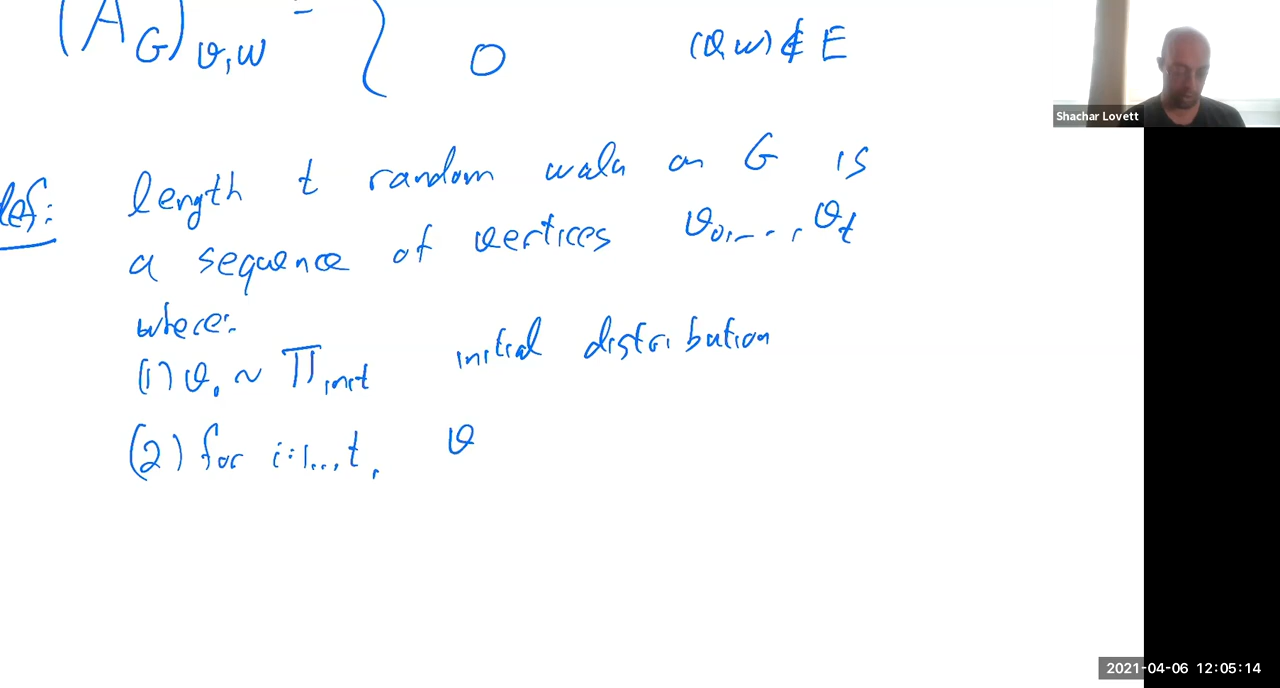 (A_G)_{v,w} = {
0 (v,w) ∉ E
Shachar Lovett
Def: length t random walk on G is
a sequence of vertices v_0,...,v_t
where:
(1) v_0 ~ π_init initial distribution
(2) for i=1...t, v
2021-04-06 12:05:14